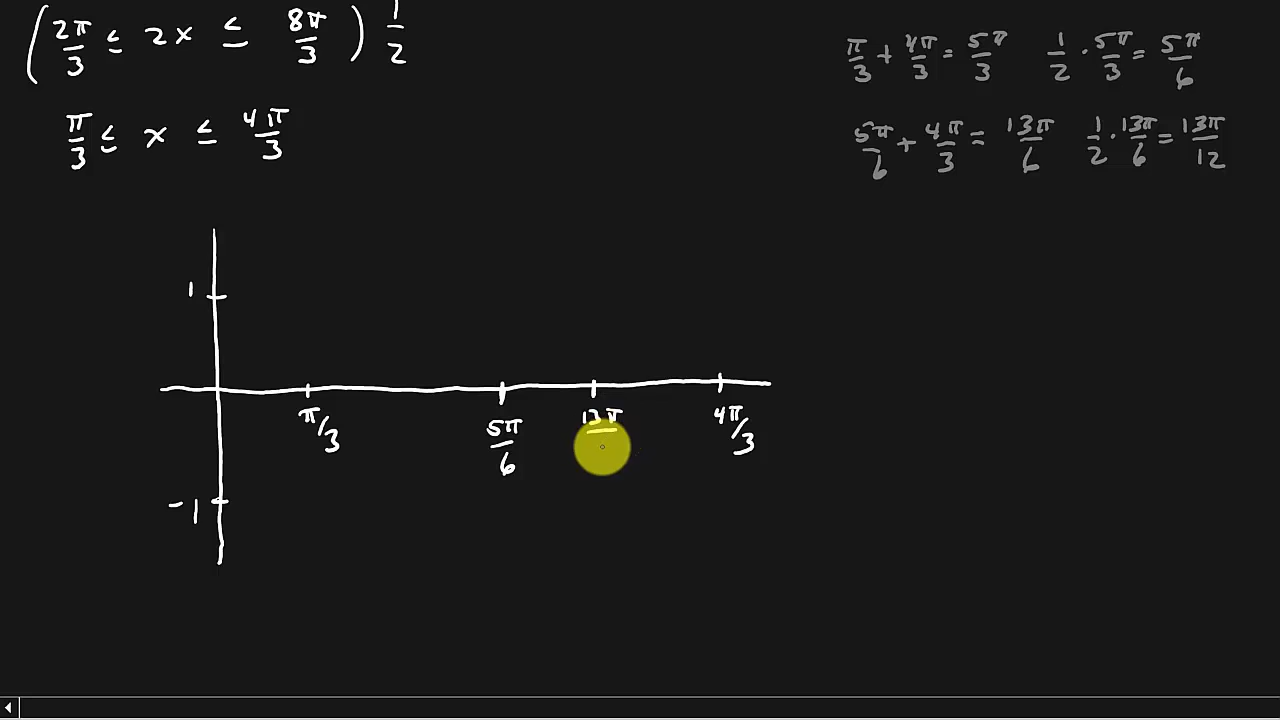 (2π/3 ≤ 2x ≤ 8π/3) 1/2
π/3 ≤ x ≤ 4π/3
π/3 + 4π/3 = 5π/3 1/2 · 5π/3 = 5π/6
5π/6 + 4π/3 = 13π/6 1/2 · 13π/6 = 13π/12
1
π/3 5π/6 13π 4π/3
-1